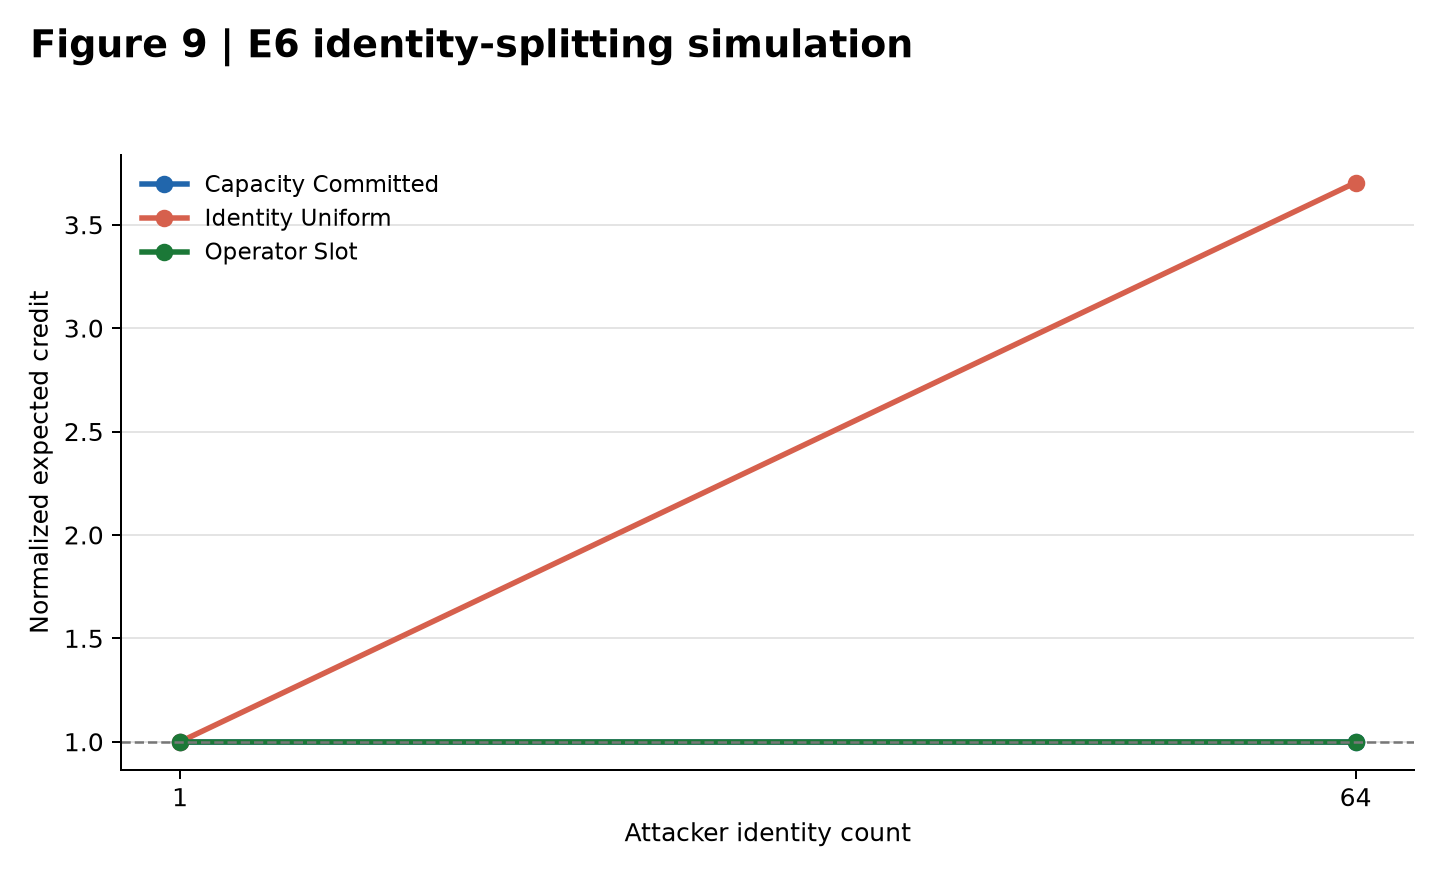 Figure 9 | E6 identity-splitting simulation
Capacity Committed
Identity Uniform
Operator Slot
3.5
3.0
2.5
2.0
1.5
1.0
Normalized expected credit
1
64
Attacker identity count